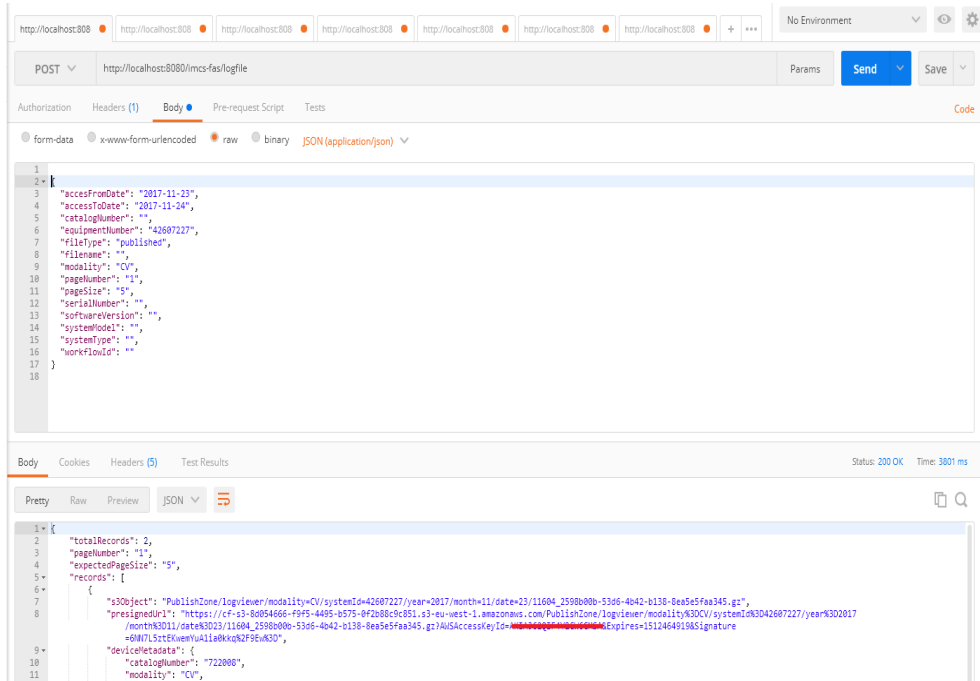 http://localhost:808 http://localhost:808 http://localhost:808 http://localhost:808 http://localhost:808 http://localhost:808 http://localhost:808 + ••• No Environment
POST http://localhost:8080/imcs-fas/logfile Params Send Save
Authorization Headers (1) Body Pre-request Script Tests Code
form-data x-www-form-urlencoded raw binary JSON (application/json)
1
2 {
3 "accesFromDate": "2017-11-23",
4 "accessToDate": "2017-11-24",
5 "catalogNumber": "",
6 "equipmentNumber": "42607227",
7 "fileType": "published",
8 "filename": "",
9 "modality": "CV",
10 "pageNumber": "1",
11 "pageSize": "5",
12 "serialNumber": "",
13 "softwareVersion": "",
14 "systemModel": "",
15 "systemType": "",
16 "workflowId": ""
17 }
18
Body Cookies Headers (5) Test Results Status: 200 OK Time: 3801 ms
Pretty Raw Preview JSON
1 {
2 "totalRecords": 2,
3 "pageNumber": "1",
4 "expectedPageSize": "5",
5 "records": [
6 {
7 "s3Object": "PublishZone/logviewer/modality=CV/systemId=42607227/year=2017/month=11/date=23/11604_2598b00b-53d6-4b42-b138-8ea5e5faa345.gz",
8 "presignedUrl": "https://cf-s3-8d054666-f9f5-4495-b575-0f2b88c9c851.s3-eu-west-1.amazonaws.com/PublishZone/logviewer/modality%3DCV/systemId%3D42607227/year%3D2017
/month%3D11/date%3D23/11604_2598b00b-53d6-4b42-b138-8ea5e5faa345.gz?AWSAccessKeyId= &Expires=1512464919&Signature
=6NN7L5ztEKwemYuAlia0kkq%2F9Ew%3D",
9 "deviceMetadata": {
10 "catalogNumber": "722008",
11 "modality": "CV",